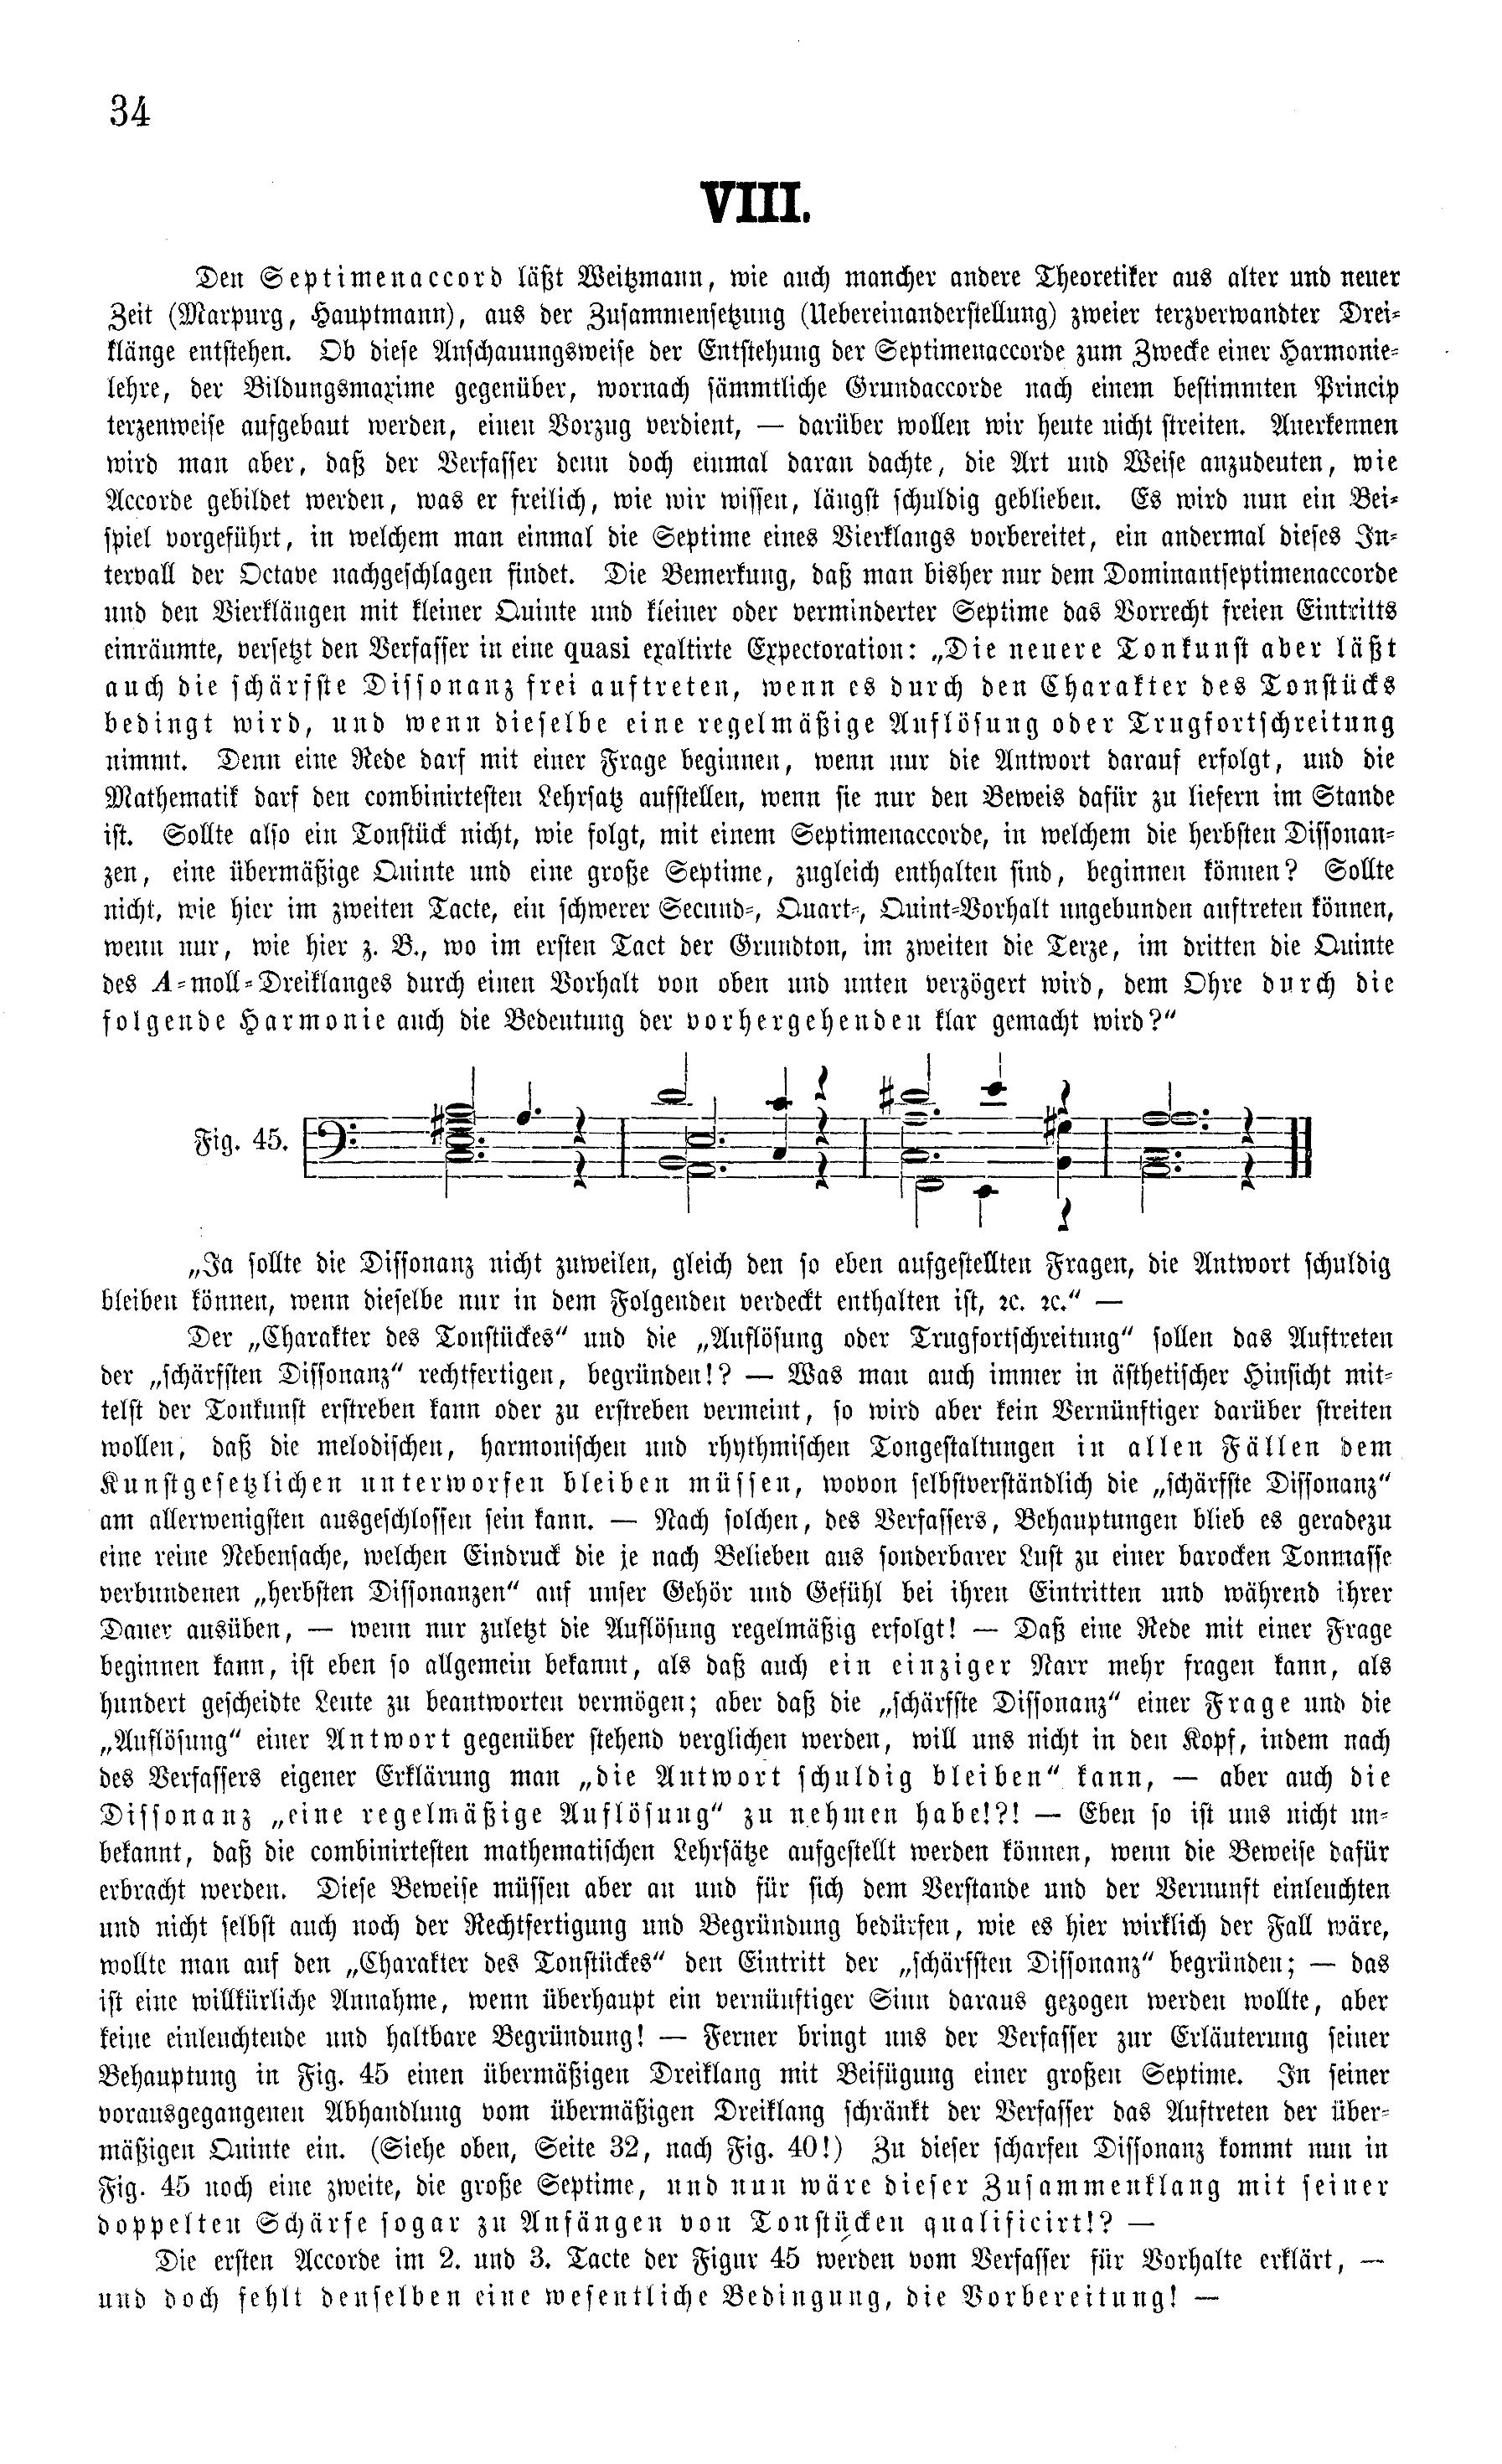 34
VIII.
Den Septimenaccord läßt Weitzmann, wie auch mancher andere Theoretiker aus alter und neuer
Zeit (Marpurg, Hauptmann), aus der Zusammensetzung (Uebereinanderstellung) zweier terzverwandter Drei-
klänge entstehen. Ob diese Anschauungsweise der Entstehung der Septimenaccorde zum Zwecke einer Harmonie-
lehre, der Bildungsmaxime gegenüber, wornach sämmtliche Grundaccorde nach einem bestimmten Princip
terzenweise aufgebaut werden, einen Vorzug verdient, — darüber wollen wir heute nicht streiten. Anerkennen
wird man aber, daß der Verfasser denn doch einmal daran dachte, die Art und Weise anzudeuten, wie
Accorde gebildet werden, was er freilich, wie wir wissen, längst schuldig geblieben. Es wird nun ein Bei-
spiel vorgeführt, in welchem man einmal die Septime eines Vierklangs vorbereitet, ein andermal dieses In-
tervall der Octave nachgeschlagen findet. Die Bemerkung, daß man bisher nur dem Dominantseptimenaccorde
und den Vierklängen mit kleiner Quinte und kleiner oder verminderter Septime das Vorrecht freien Eintritts
einräumte, versetzt den Verfasser in eine quasi exaltirte Expectoration: „Die neuere Tonkunst aber läßt
auch die schärfste Dissonanz frei auftreten, wenn es durch den Charakter des Tonstücks
bedingt wird, und wenn dieselbe eine regelmäßige Auflösung oder Trugfortschreitung
nimmt. Denn eine Rede darf mit einer Frage beginnen, wenn nur die Antwort darauf erfolgt, und die
Mathematik darf den combinirtesten Lehrsatz aufstellen, wenn sie nur den Beweis dafür zu liefern im Stande
ist. Sollte also ein Tonstück nicht, wie folgt, mit einem Septimenaccorde, in welchem die herbsten Dissonan-
zen, eine übermäßige Quinte und eine große Septime, zugleich enthalten sind, beginnen können? Sollte
nicht, wie hier im zweiten Tacte, ein schwerer Secund-, Quart-, Quint-Vorhalt ungebunden auftreten können,
wenn nur, wie hier z. B., wo im ersten Tact der Grundton, im zweiten die Terze, im dritten die Quinte
des A-moll-Dreiklanges durch einen Vorhalt von oben und unten verzögert wird, dem Ohre durch die
folgende Harmonie auch die Bedeutung der vorhergehenden klar gemacht wird?“
Fig. 45.
„Ja sollte die Dissonanz nicht zuweilen, gleich den so eben aufgestellten Fragen, die Antwort schuldig
bleiben können, wenn dieselbe nur in dem Folgenden verdeckt enthalten ist, ꝛc. ꝛc.“ —
Der „Charakter des Tonstückes“ und die „Auflösung oder Trugfortschreitung“ sollen das Auftreten
der „schärfsten Dissonanz“ rechtfertigen, begründen!? — Was man auch immer in ästhetischer Hinsicht mit-
telst der Tonkunst erstreben kann oder zu erstreben vermeint, so wird aber kein Vernünftiger darüber streiten
wollen, daß die melodischen, harmonischen und rhythmischen Tongestaltungen in allen Fällen dem
Kunstgesetzlichen unterworfen bleiben müssen, wovon selbstverständlich die „schärfste Dissonanz“
am allerwenigsten ausgeschlossen sein kann. — Nach solchen, des Verfassers, Behauptungen blieb es geradezu
eine reine Nebensache, welchen Eindruck die je nach Belieben aus sonderbarer Lust zu einer barocken Tonmasse
verbundenen „herbsten Dissonanzen“ auf unser Gehör und Gefühl bei ihren Eintritten und während ihrer
Dauer ausüben, — wenn nur zuletzt die Auflösung regelmäßig erfolgt! — Daß eine Rede mit einer Frage
beginnen kann, ist eben so allgemein bekannt, als daß auch ein einziger Narr mehr fragen kann, als
hundert gescheidte Leute zu beantworten vermögen; aber daß die „schärfste Dissonanz“ einer Frage und die
„Auflösung“ einer Antwort gegenüber stehend verglichen werden, will uns nicht in den Kopf, indem nach
des Verfassers eigener Erklärung man „die Antwort schuldig bleiben“ kann, — aber auch die
Dissonanz „eine regelmäßige Auflösung“ zu nehmen habe!?! — Eben so ist uns nicht un-
bekannt, daß die combinirtesten mathematischen Lehrsätze aufgestellt werden können, wenn die Beweise dafür
erbracht werden. Diese Beweise müssen aber an und für sich dem Verstande und der Vernunft einleuchten
und nicht selbst auch noch der Rechtfertigung und Begründung bedürfen, wie es hier wirklich der Fall wäre,
wollte man auf den „Charakter des Tonstückes“ den Eintritt der „schärfsten Dissonanz“ begründen; — das
ist eine willkürliche Annahme, wenn überhaupt ein vernünftiger Sinn daraus gezogen werden wollte, aber
keine einleuchtende und haltbare Begründung! — Ferner bringt uns der Verfasser zur Erläuterung seiner
Behauptung in Fig. 45 einen übermäßigen Dreiklang mit Beifügung einer großen Septime. In seiner
vorausgegangenen Abhandlung vom übermäßigen Dreiklang schränkt der Verfasser das Auftreten der über-
mäßigen Quinte ein. (Siehe oben, Seite 32, nach Fig. 40!) Zu dieser scharfen Dissonanz kommt nun in
Fig. 45 noch eine zweite, die große Septime, und nun wäre dieser Zusammenklang mit seiner
doppelten Schärfe sogar zu Anfängen von Tonstücken qualificirt!? —
Die ersten Accorde im 2. und 3. Tacte der Figur 45 werden vom Verfasser für Vorhalte erklärt, —
und doch fehlt denselben eine wesentliche Bedingung, die Vorbereitung! —